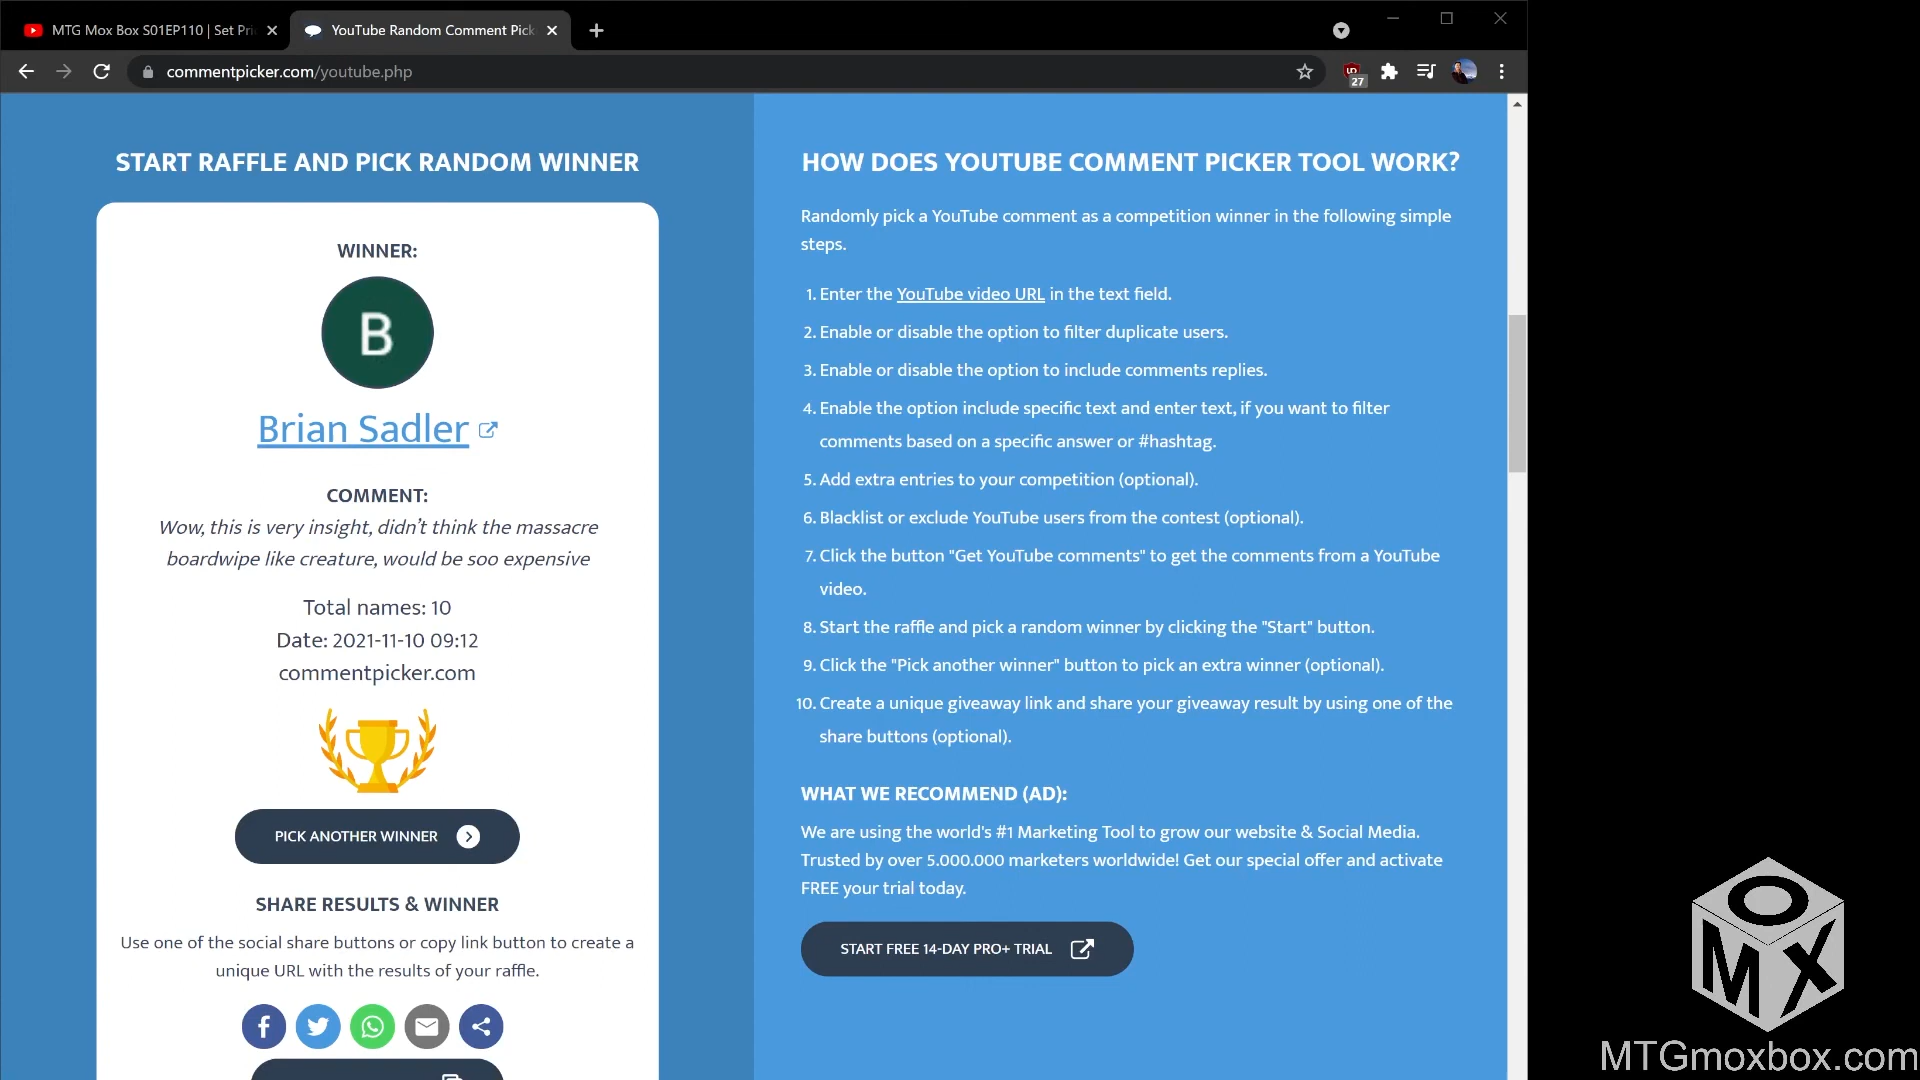 MTG Mox Box S01EP110 | Set Pri
YouTube Random Comment Pick
commentpicker.com/youtube.php
27
START RAFFLE AND PICK RANDOM WINNER
WINNER:
B
Brian Sadler
COMMENT:
Wow, this is very insight, didn’t think the massacre
boardwipe like creature, would be soo expensive
Total names: 10
Date: 2021-11-10 09:12
commentpicker.com
PICK ANOTHER WINNER
SHARE RESULTS & WINNER
Use one of the social share buttons or copy link button to create a
unique URL with the results of your raffle.
HOW DOES YOUTUBE COMMENT PICKER TOOL WORK?
Randomly pick a YouTube comment as a competition winner in the following simple
steps.
1. Enter the YouTube video URL in the text field.
2. Enable or disable the option to filter duplicate users.
3. Enable or disable the option to include comments replies.
4. Enable the option include specific text and enter text, if you want to filter
comments based on a specific answer or #hashtag.
5. Add extra entries to your competition (optional).
6. Blacklist or exclude YouTube users from the contest (optional).
7. Click the button "Get YouTube comments" to get the comments from a YouTube
video.
8. Start the raffle and pick a random winner by clicking the "Start" button.
9. Click the "Pick another winner" button to pick an extra winner (optional).
10. Create a unique giveaway link and share your giveaway result by using one of the
share buttons (optional).
WHAT WE RECOMMEND (AD):
We are using the world's #1 Marketing Tool to grow our website & Social Media.
Trusted by over 5.000.000 marketers worldwide! Get our special offer and activate
FREE your trial today.
START FREE 14-DAY PRO+ TRIAL
MOX
MTGmoxbox.com